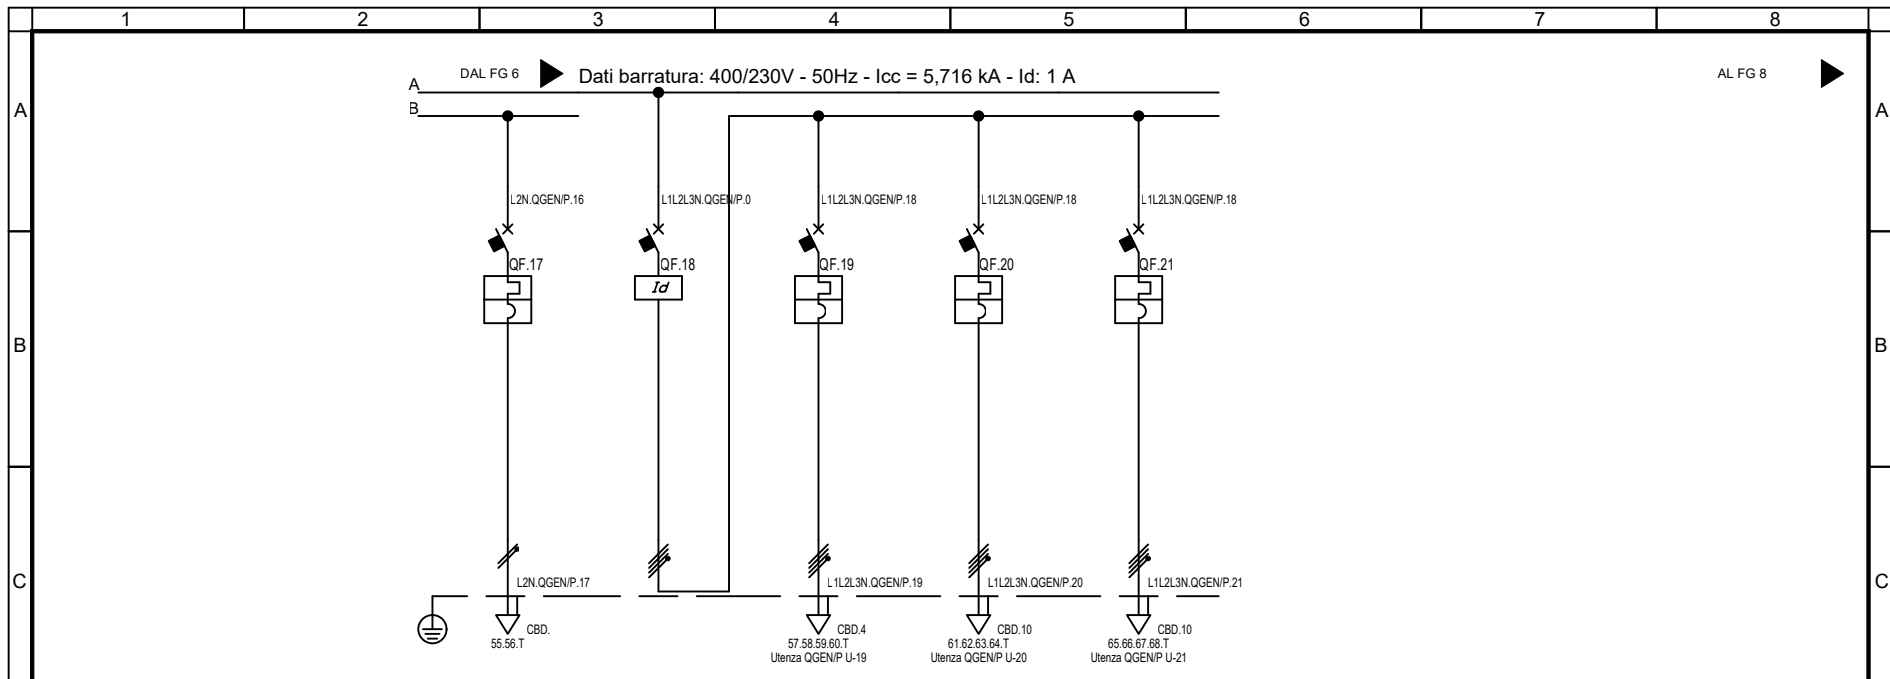 1 2 3 4 5 6 7 8
DAL FG 6 Dati barratura: 400/230V - 50Hz - Icc = 5,716 kA - Id: 1 A AL FG 8
A
B
A A
L2N.QGEN/P.16 L1L2L3N.QGEN/P.0 L1L2L3N.QGEN/P.18 L1L2L3N.QGEN/P.18 L1L2L3N.QGEN/P.18
QF.17 QF.18 QF.19 QF.20 QF.21
Id
B B
C C
L2N.QGEN/P.17 L1L2L3N.QGEN/P.19 L1L2L3N.QGEN/P.20 L1L2L3N.QGEN/P.21
CBD. CBD.4 CBD.10 CBD.10
55.56.T 57.58.59.60.T 61.62.63.64.T 65.66.67.68.T
Utenza QGEN/P U-19 Utenza QGEN/P U-20 Utenza QGEN/P U-21